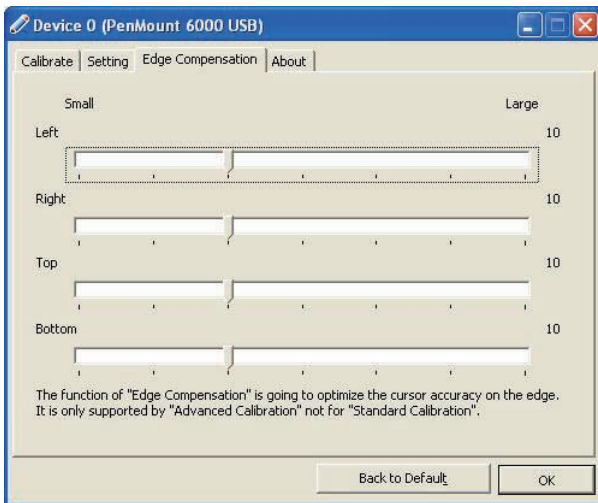 Device 0 (PenMount 6000 USB)
Calibrate Setting Edge Compensation About
Small Large
Left 10
Right 10
Top 10
Bottom 10
The function of "Edge Compensation" is going to optimize the cursor accuracy on the edge.
It is only supported by "Advanced Calibration" not for "Standard Calibration".
Back to Default OK